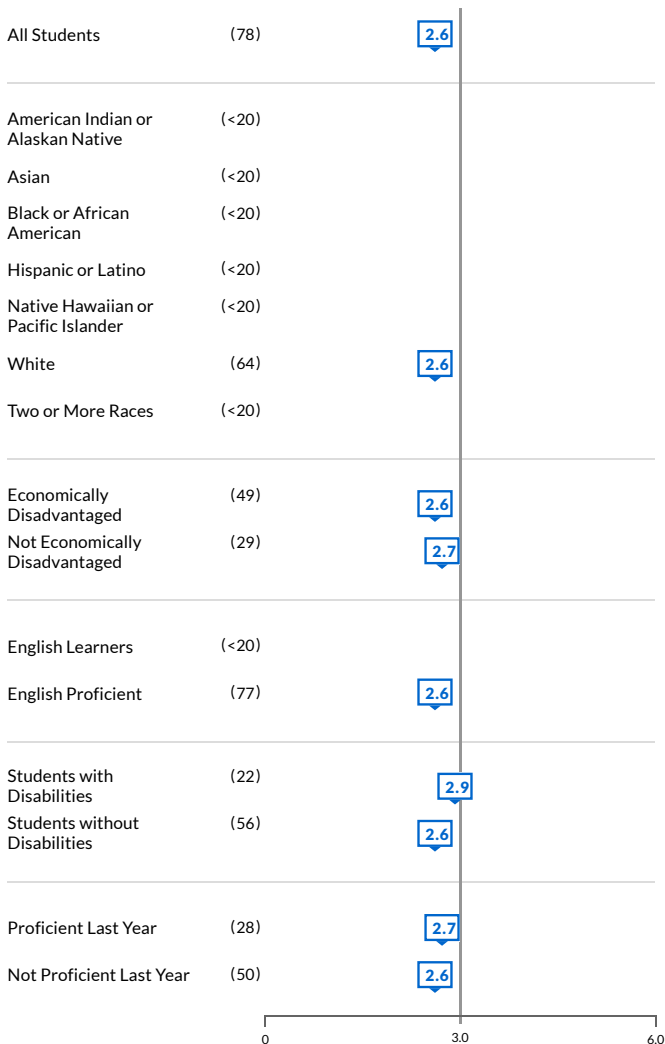 All Students (78) 2.6
American Indian or (<20)
Alaskan Native
Asian (<20)
Black or African (<20)
American
Hispanic or Latino (<20)
Native Hawaiian or (<20)
Pacific Islander
White (64) 2.6
Two or More Races (<20)
Economically (49) 2.6
Disadvantaged
Not Economically (29) 2.7
Disadvantaged
English Learners (<20)
English Proficient (77) 2.6
Students with (22) 2.9
Disabilities
Students without (56) 2.6
Disabilities
Proficient Last Year (28) 2.7
Not Proficient Last Year (50) 2.6
0 3.0 6.0